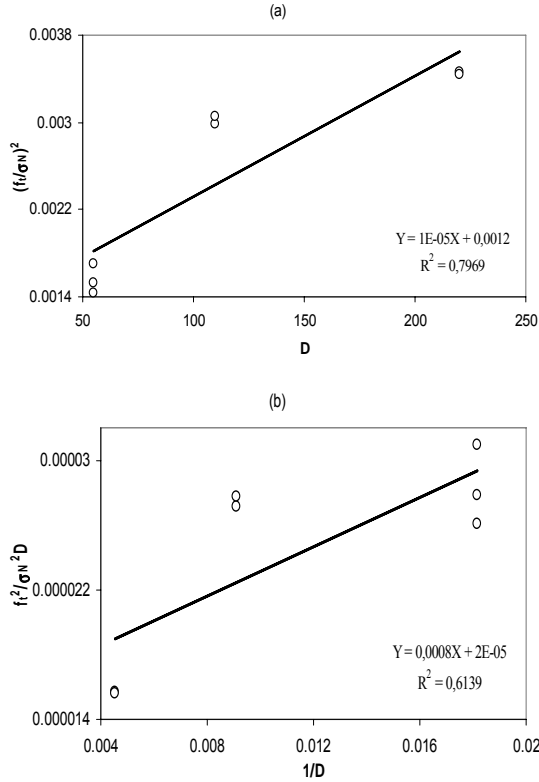 (a)
0.0038
0.003
0.0022
0.0014
(ft/σN)²
Y = 1E-05X + 0,0012
R² = 0,7969
50 100 150 200 250
D
(b)
0.00003
0.000022
0.000014
ft²/σN²D
Y = 0,0008X + 2E-05
R² = 0,6139
0.004 0.008 0.012 0.016 0.02
1/D